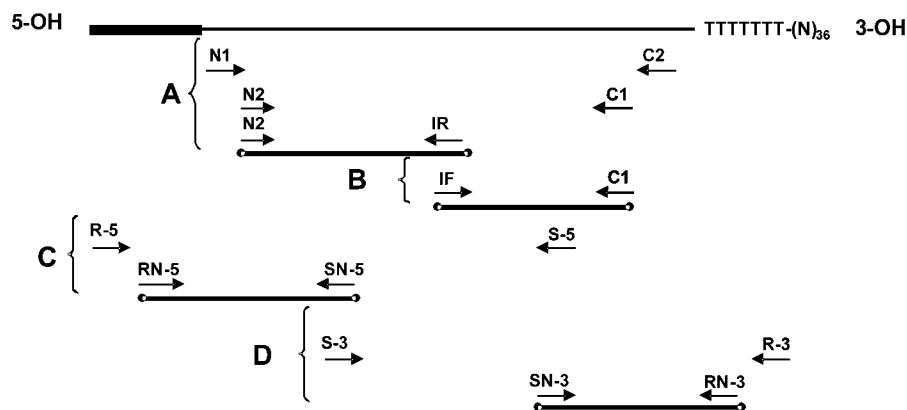 5-OH TTTTTTT-(N)36 3-OH
N1 C2
A
N2 C1
N2 IR
B
IF C1
C
R-5 S-5
RN-5 SN-5
D
S-3 R-3
SN-3 RN-3